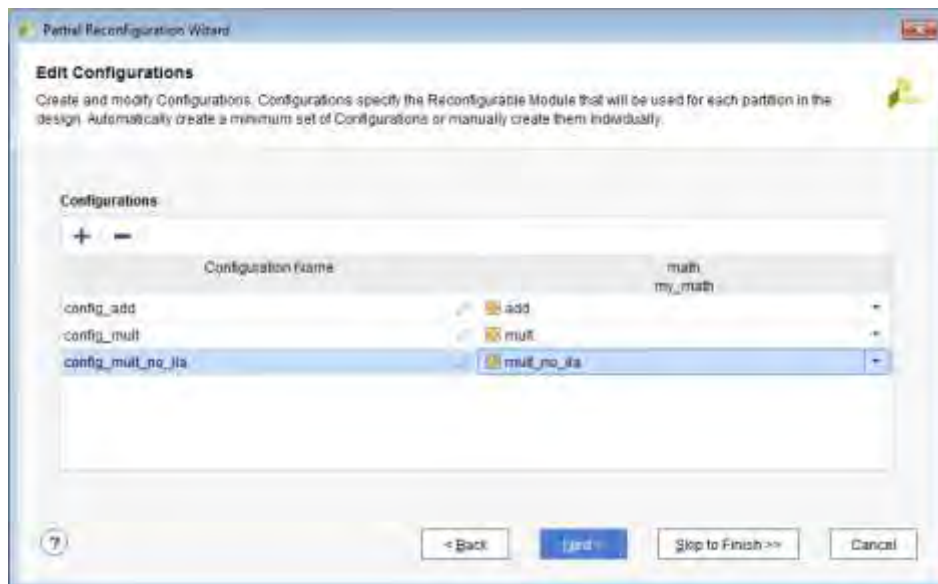 Partial Reconfiguration Wizard
Edit Configurations
Create and modify Configurations. Configurations specify the Reconfigurable Module that will be used for each partition in the
design. Automatically create a minimum set of Configurations or manually create them individually.
Configurations
+ −
Configuration Name math
my_math
config_add add
config_mult mult
config_mult_no_ila mult_no_ila
? < Back Next > Skip to Finish >> Cancel